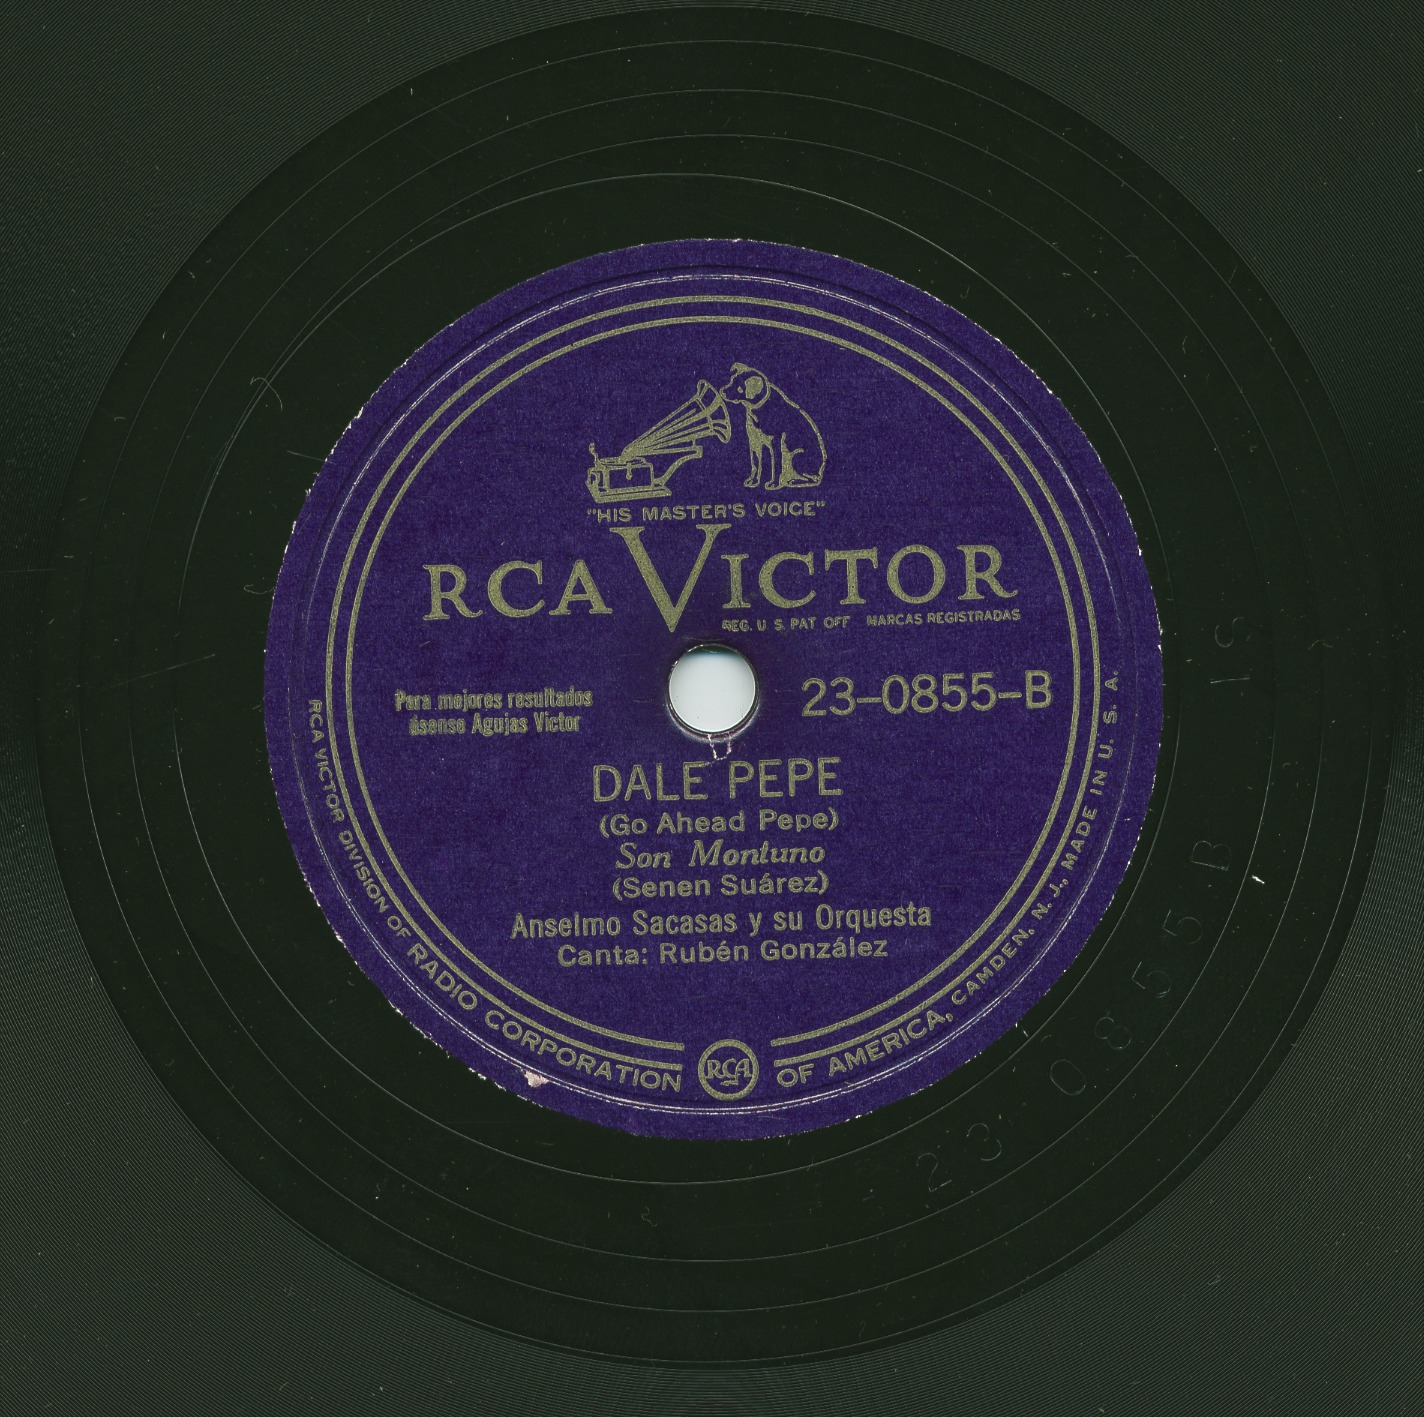 "HIS MASTER'S VOICE"
RCA VICTOR
REG. U. S. PAT OFF MARCAS REGISTRADAS
Para mejores resultados
úsense Agujas Victor
23-0855-B
DALE PEPE
(Go Ahead Pepe)
Son Montuno
(Senen Suárez)
Anselmo Sacasas y su Orquesta
Canta: Rubén González
RCA VICTOR DIVISION OF RADIO CORPORATION RCA OF AMERICA, CAMDEN, N. J., MADE IN U. S. A.
23-0855-B